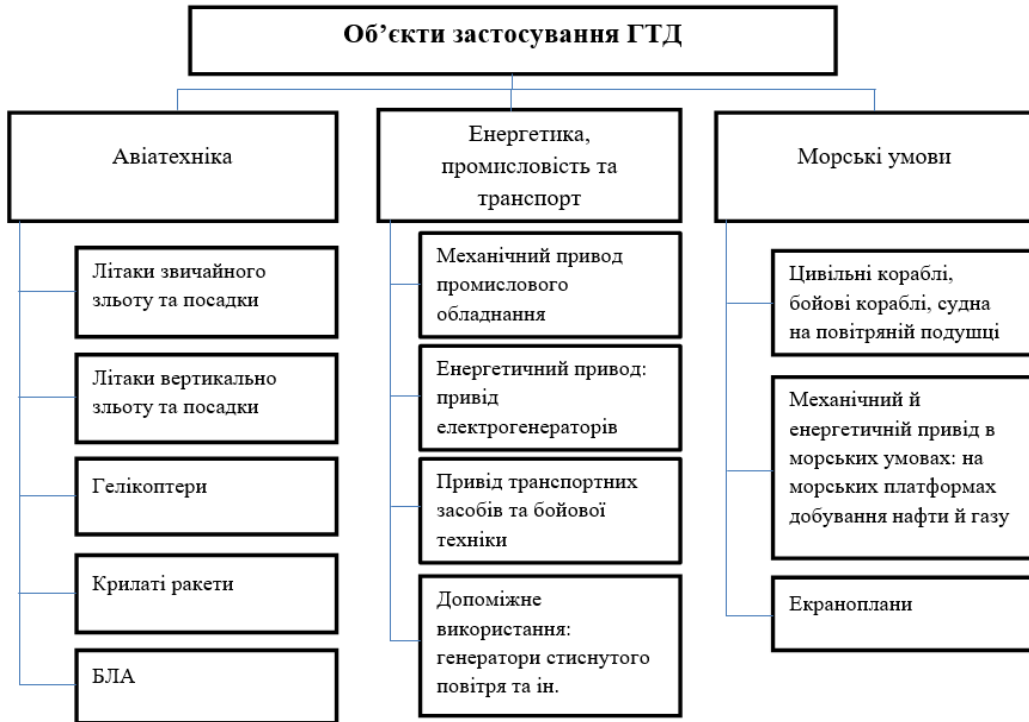 Об’єкти застосування ГТД
Авіатехніка
Літаки звичайного
зльоту та посадки
Літаки вертикально
зльоту та посадки
Гелікоптери
Крилаті ракети
БЛА
Енергетика,
промисловість та
транспорт
Механічний привод
промислового
обладнання
Енергетичний привод:
привід
електрогенераторів
Привід транспортних
засобів та бойової
техніки
Допоміжне
використання:
генератори стиснутого
повітря та ін.
Морські умови
Цивільні кораблі,
бойові кораблі, судна
на повітряній подушці
Механічний й
енергетичній привід в
морських умовах: на
морських платформах
добування нафти й газу
Екраноплани